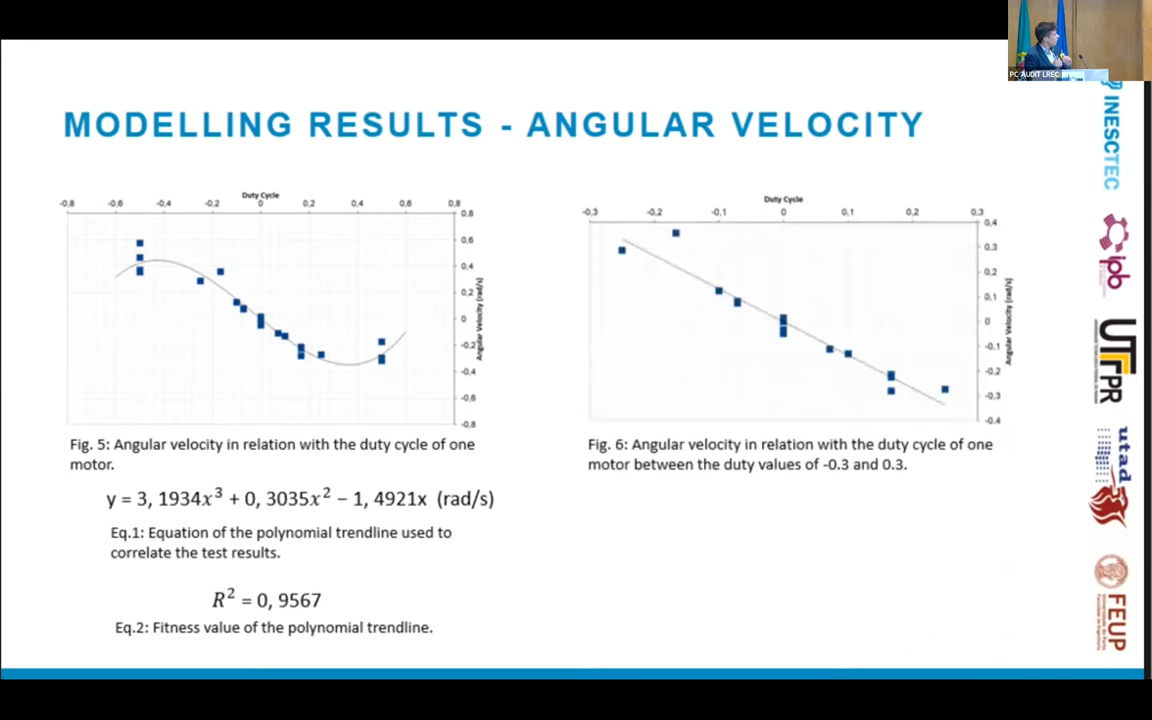 PC AUDIT LREC
MODELLING RESULTS - ANGULAR VELOCITY
INESCTEC
ipb
UTFPR
utad
FEUP
Duty Cycle
-0,8 -0,6 -0,4 -0,2 0 0,2 0,4 0,6 0,8
0,8
0,6
0,4
0,2
0
-0,2
-0,4
-0,6
-0,8
Angular Velocity (rad/s)
Fig. 5: Angular velocity in relation with the duty cycle of one
motor.
y = 3, 1934x³ + 0, 3035x² − 1, 4921x (rad/s)
Eq.1: Equation of the polynomial trendline used to
correlate the test results.
R² = 0, 9567
Eq.2: Fitness value of the polynomial trendline.
Duty Cycle
-0,3 -0,2 -0,1 0 0,1 0,2 0,3
0,4
0,3
0,2
0,1
0
-0,1
-0,2
-0,3
-0,4
Angular Velocity (rad/s)
Fig. 6: Angular velocity in relation with the duty cycle of one
motor between the duty values of -0.3 and 0.3.